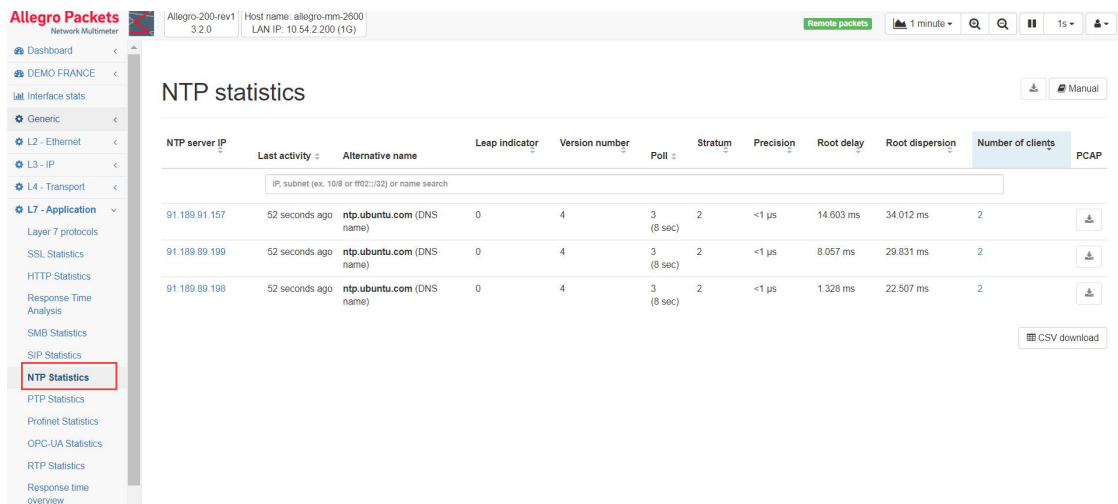 Allegro Packets
Network Multimeter
Allegro-200-rev1
3.2.0
Host name: allegro-mm-2600
LAN IP: 10.54.2.200 (1G)
Remote packets
1 minute
1s
Dashboard
DEMO FRANCE
Interface stats
Generic
L2 - Ethernet
L3 - IP
L4 - Transport
L7 - Application
Layer 7 protocols
SSL Statistics
HTTP Statistics
Response Time
Analysis
SMB Statistics
SIP Statistics
NTP Statistics
PTP Statistics
Profinet Statistics
OPC-UA Statistics
RTP Statistics
Response time
overview
NTP statistics
Manual
NTP server IP
Last activity
Alternative name
Leap indicator
Version number
Poll
Stratum
Precision
Root delay
Root dispersion
Number of clients
PCAP
IP, subnet (ex. 10/8 or ff02::/32) or name search
91.189.91.157 52 seconds ago ntp.ubuntu.com (DNS 0 4 3 2 <1 µs 14.603 ms 34.012 ms 2
name) (8 sec)
91.189.89.199 52 seconds ago ntp.ubuntu.com (DNS 0 4 3 2 <1 µs 8.057 ms 29.831 ms 2
name) (8 sec)
91.189.89.198 52 seconds ago ntp.ubuntu.com (DNS 0 4 3 2 <1 µs 1.328 ms 22.507 ms 2
name) (8 sec)
CSV download